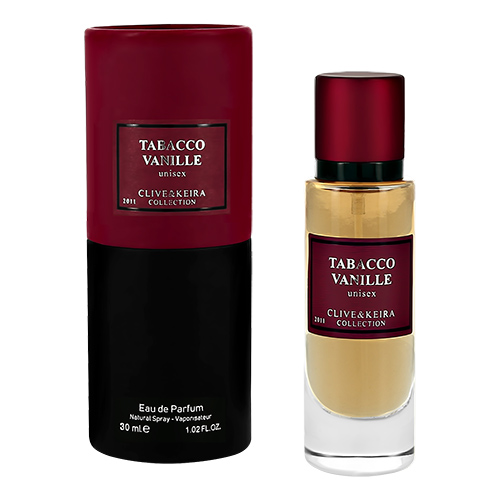 TABACCO
VANILLE
unisex
CLIVE&KEIRA
2011 COLLECTION
Eau de Parfum
Natural Spray - Vaporisateur
30 ml ℮ 1.02 FL.OZ.
TABACCO
VANILLE
unisex
CLIVE&KEIRA
2011 COLLECTION